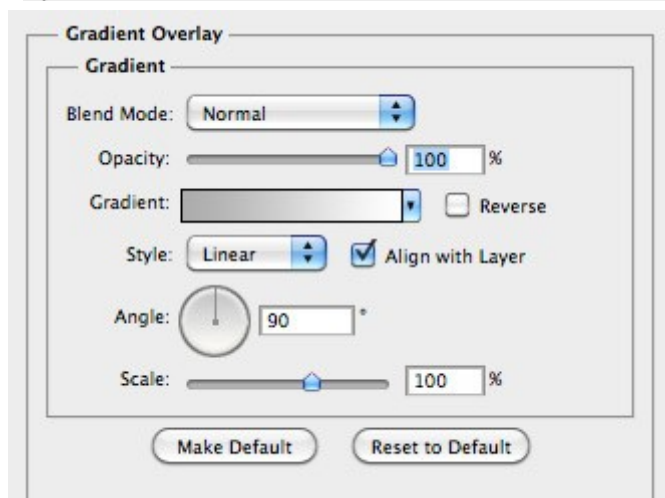 Gradient Overlay
Gradient
Blend Mode: Normal
Opacity: 100 %
Gradient: Reverse
Style: Linear Align with Layer
Angle: 90 °
Scale: 100 %
Make Default Reset to Default